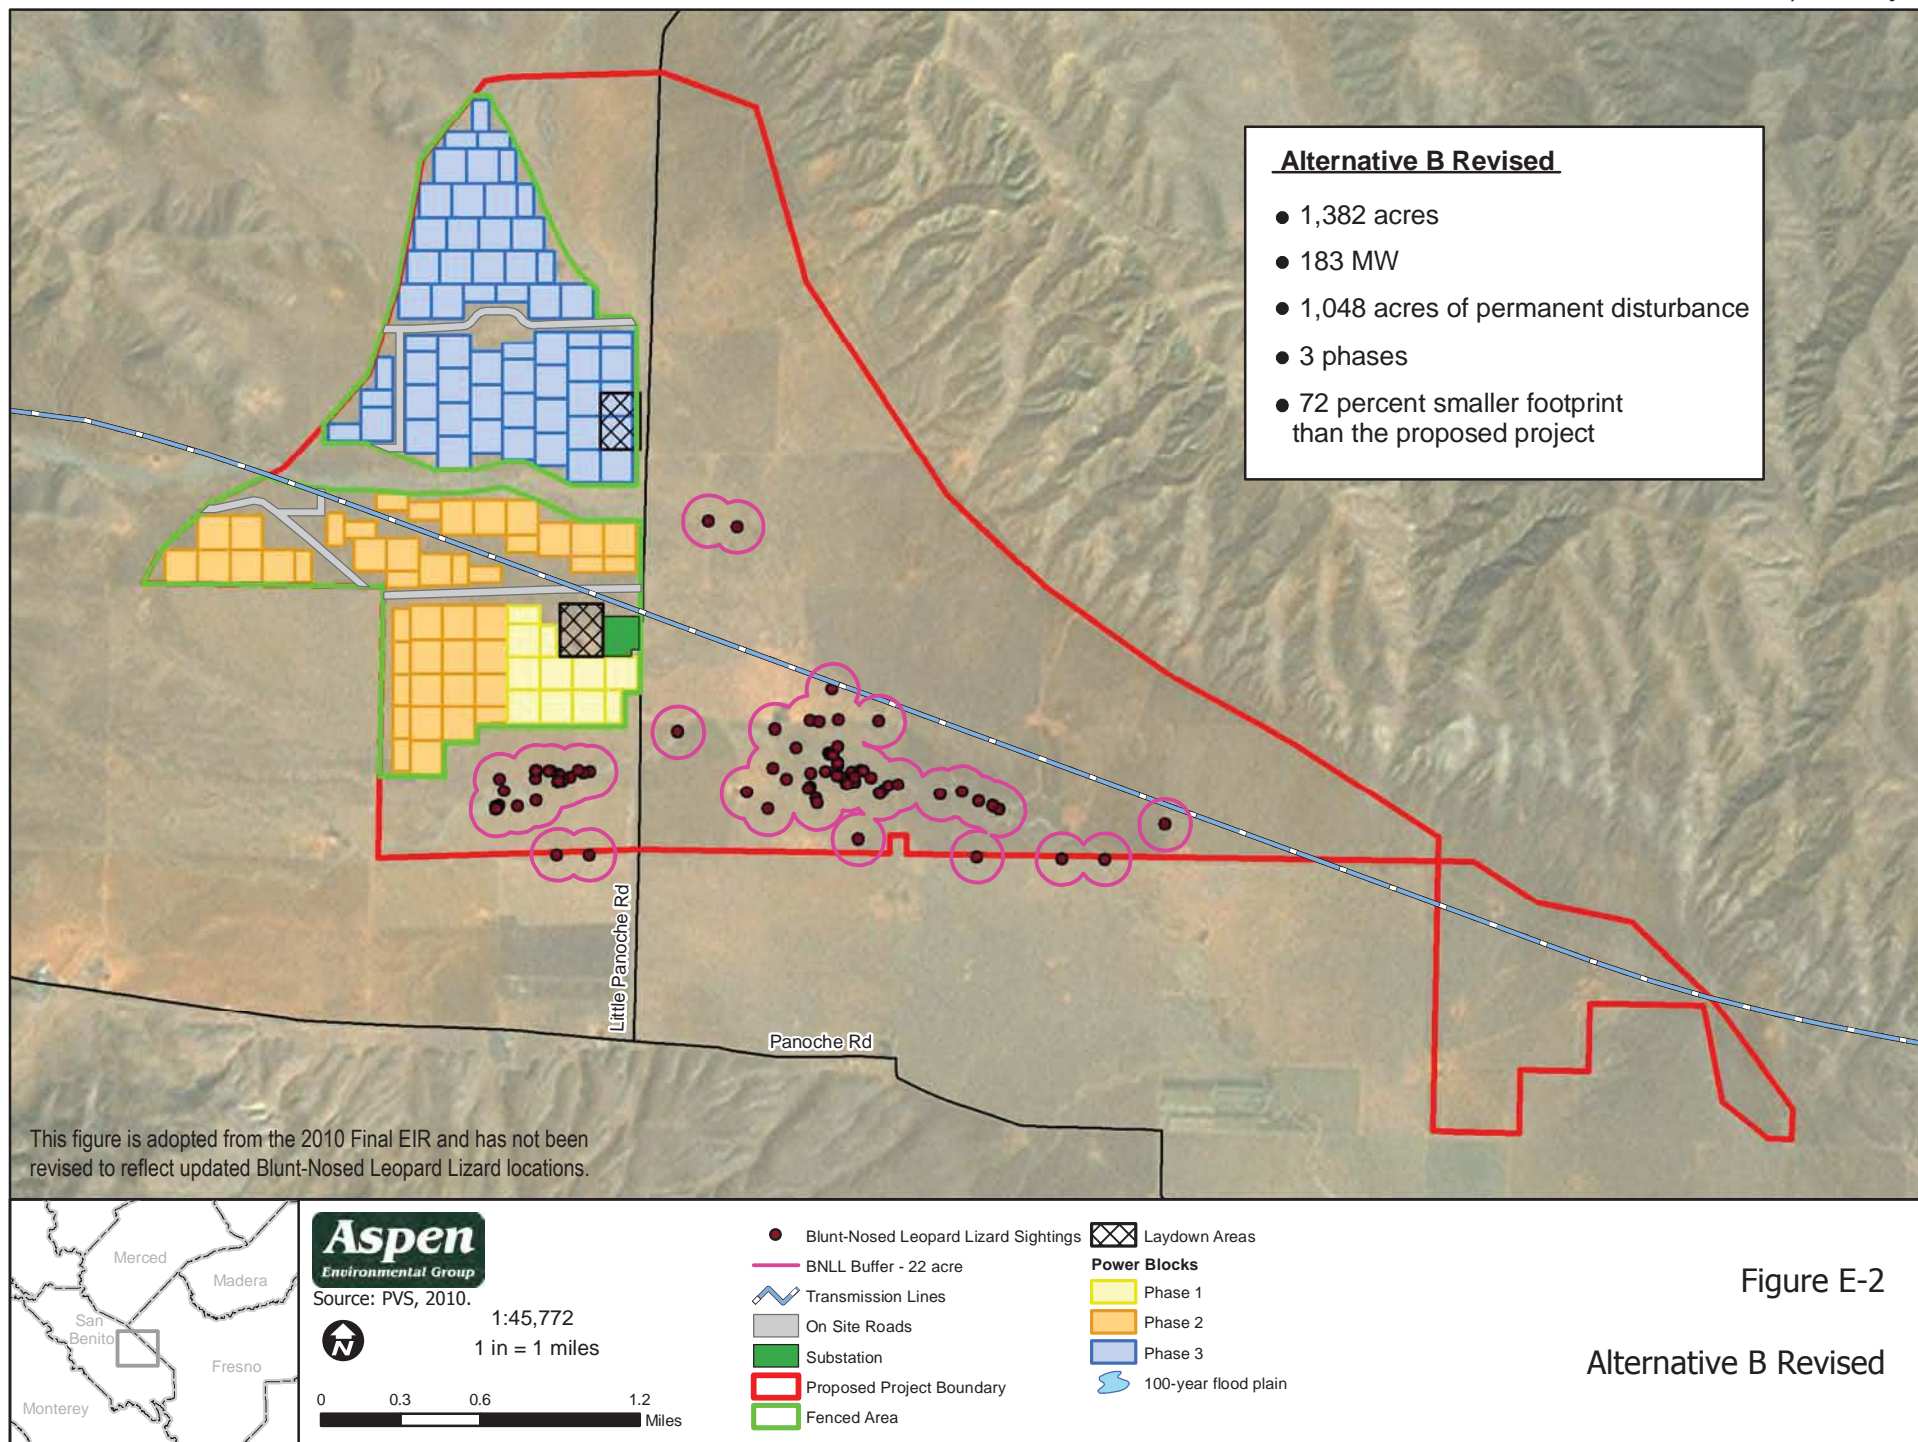 Alternative B Revised
● 1,382 acres
● 183 MW
● 1,048 acres of permanent disturbance
● 3 phases
● 72 percent smaller footprint
than the proposed project
Little Panoche Rd
Panoche Rd
This figure is adopted from the 2010 Final EIR and has not been
revised to reflect updated Blunt-Nosed Leopard Lizard locations.
Merced
Madera
San
Benito
Fresno
Monterey
Aspen
Environmental Group
Source: PVS, 2010.
N
1:45,772
1 in = 1 miles
0 0.3 0.6 1.2
Miles
Blunt-Nosed Leopard Lizard Sightings
BNLL Buffer - 22 acre
Transmission Lines
On Site Roads
Substation
Proposed Project Boundary
Fenced Area
Laydown Areas
Power Blocks
Phase 1
Phase 2
Phase 3
100-year flood plain
Figure E-2
Alternative B Revised